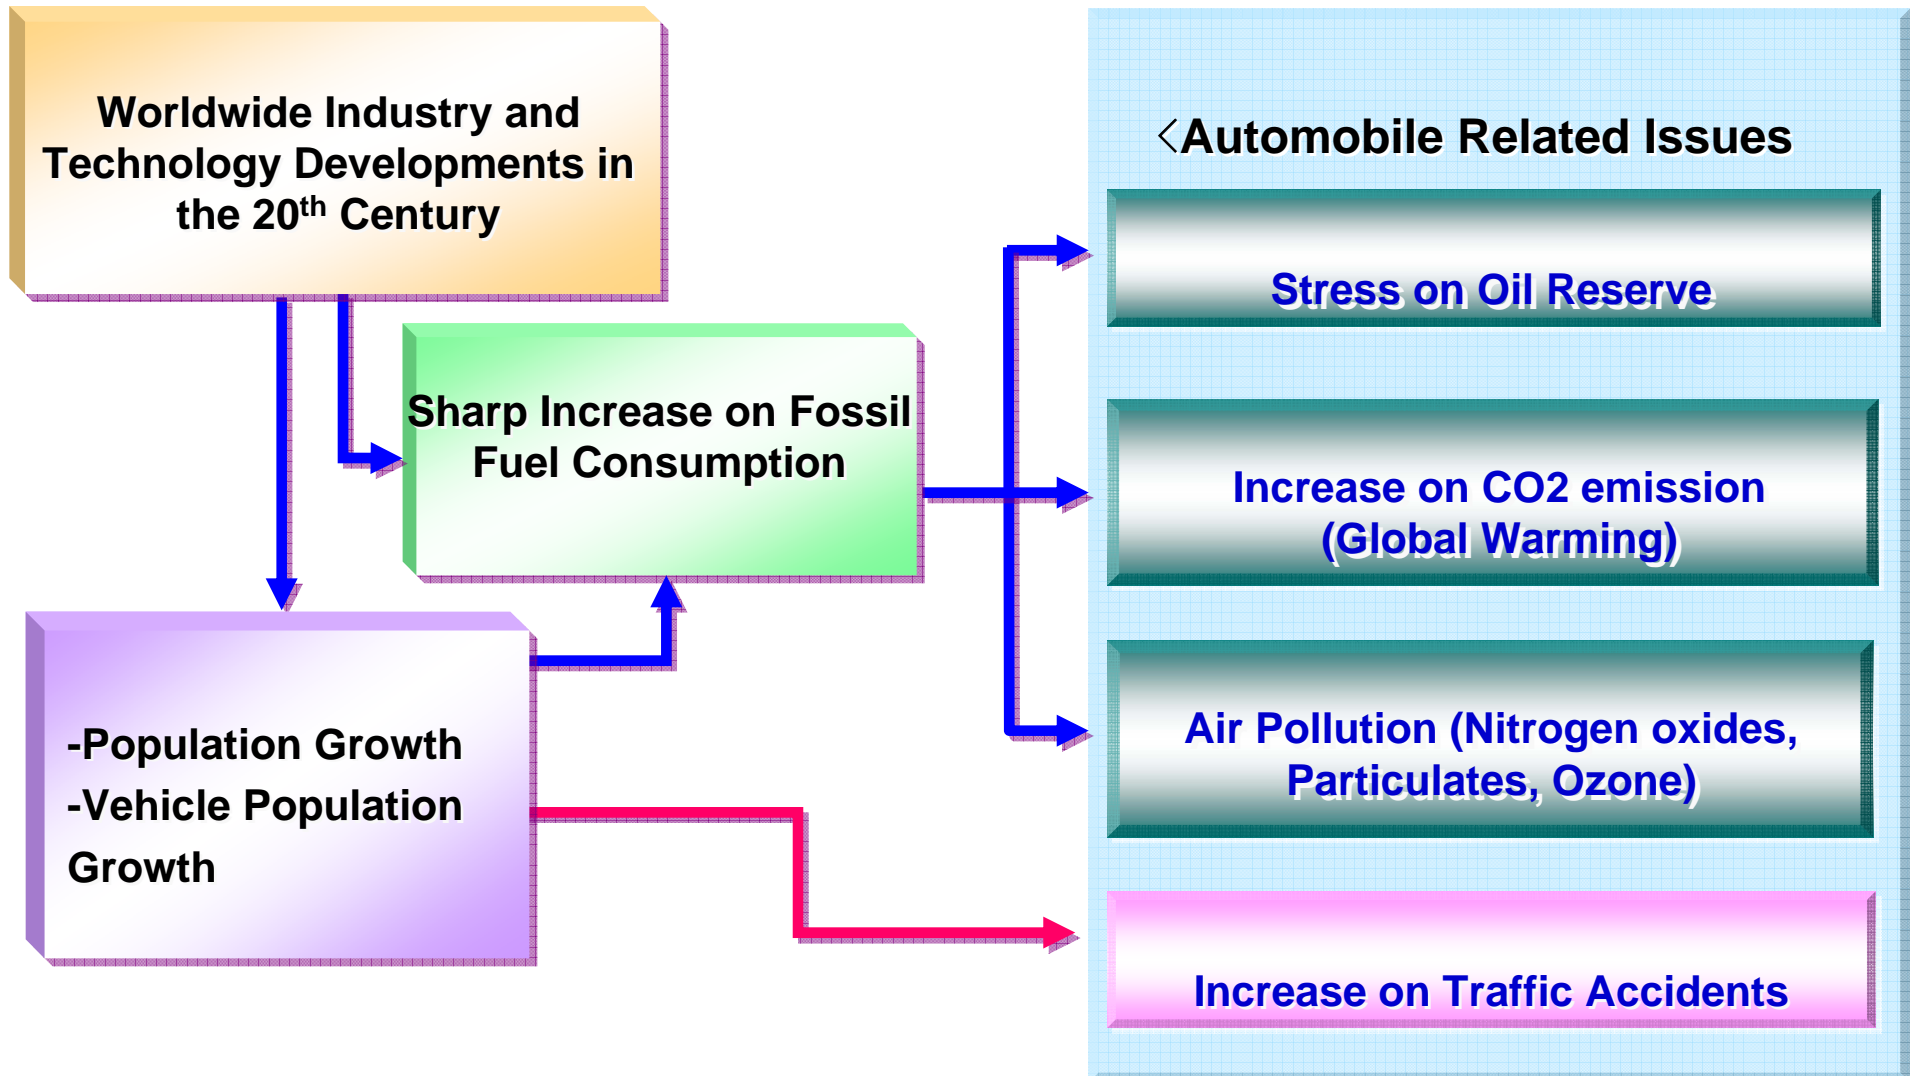 Worldwide Industry and
Technology Developments in
the 20th Century
Sharp Increase on Fossil
Fuel Consumption
-Population Growth
-Vehicle Population
Growth
<Automobile Related Issues
Stress on Oil Reserve
Increase on CO2 emission
(Global Warming)
Air Pollution (Nitrogen oxides,
Particulates, Ozone)
Increase on Traffic Accidents